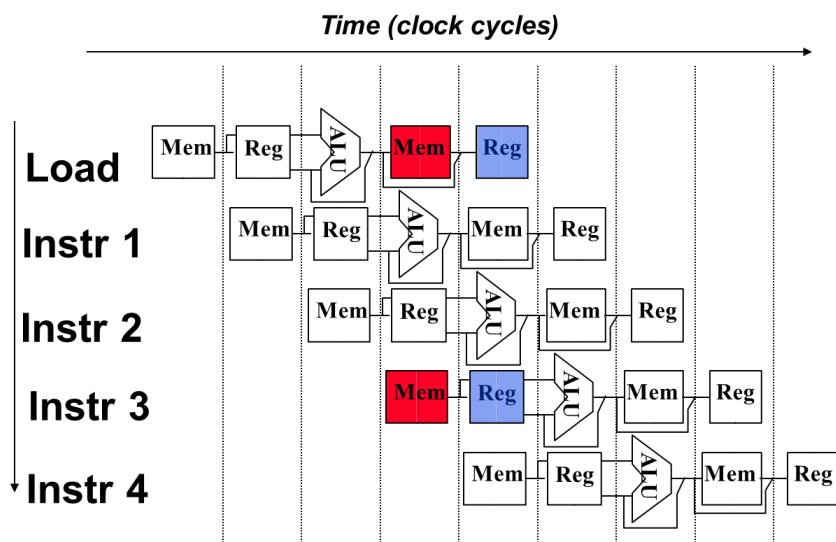 Time (clock cycles)
Load Mem Reg ALU Mem Reg
Instr 1 Mem Reg ALU Mem Reg
Instr 2 Mem Reg ALU Mem Reg
Instr 3 Mem Reg ALU Mem Reg
Instr 4 Mem Reg ALU Mem Reg